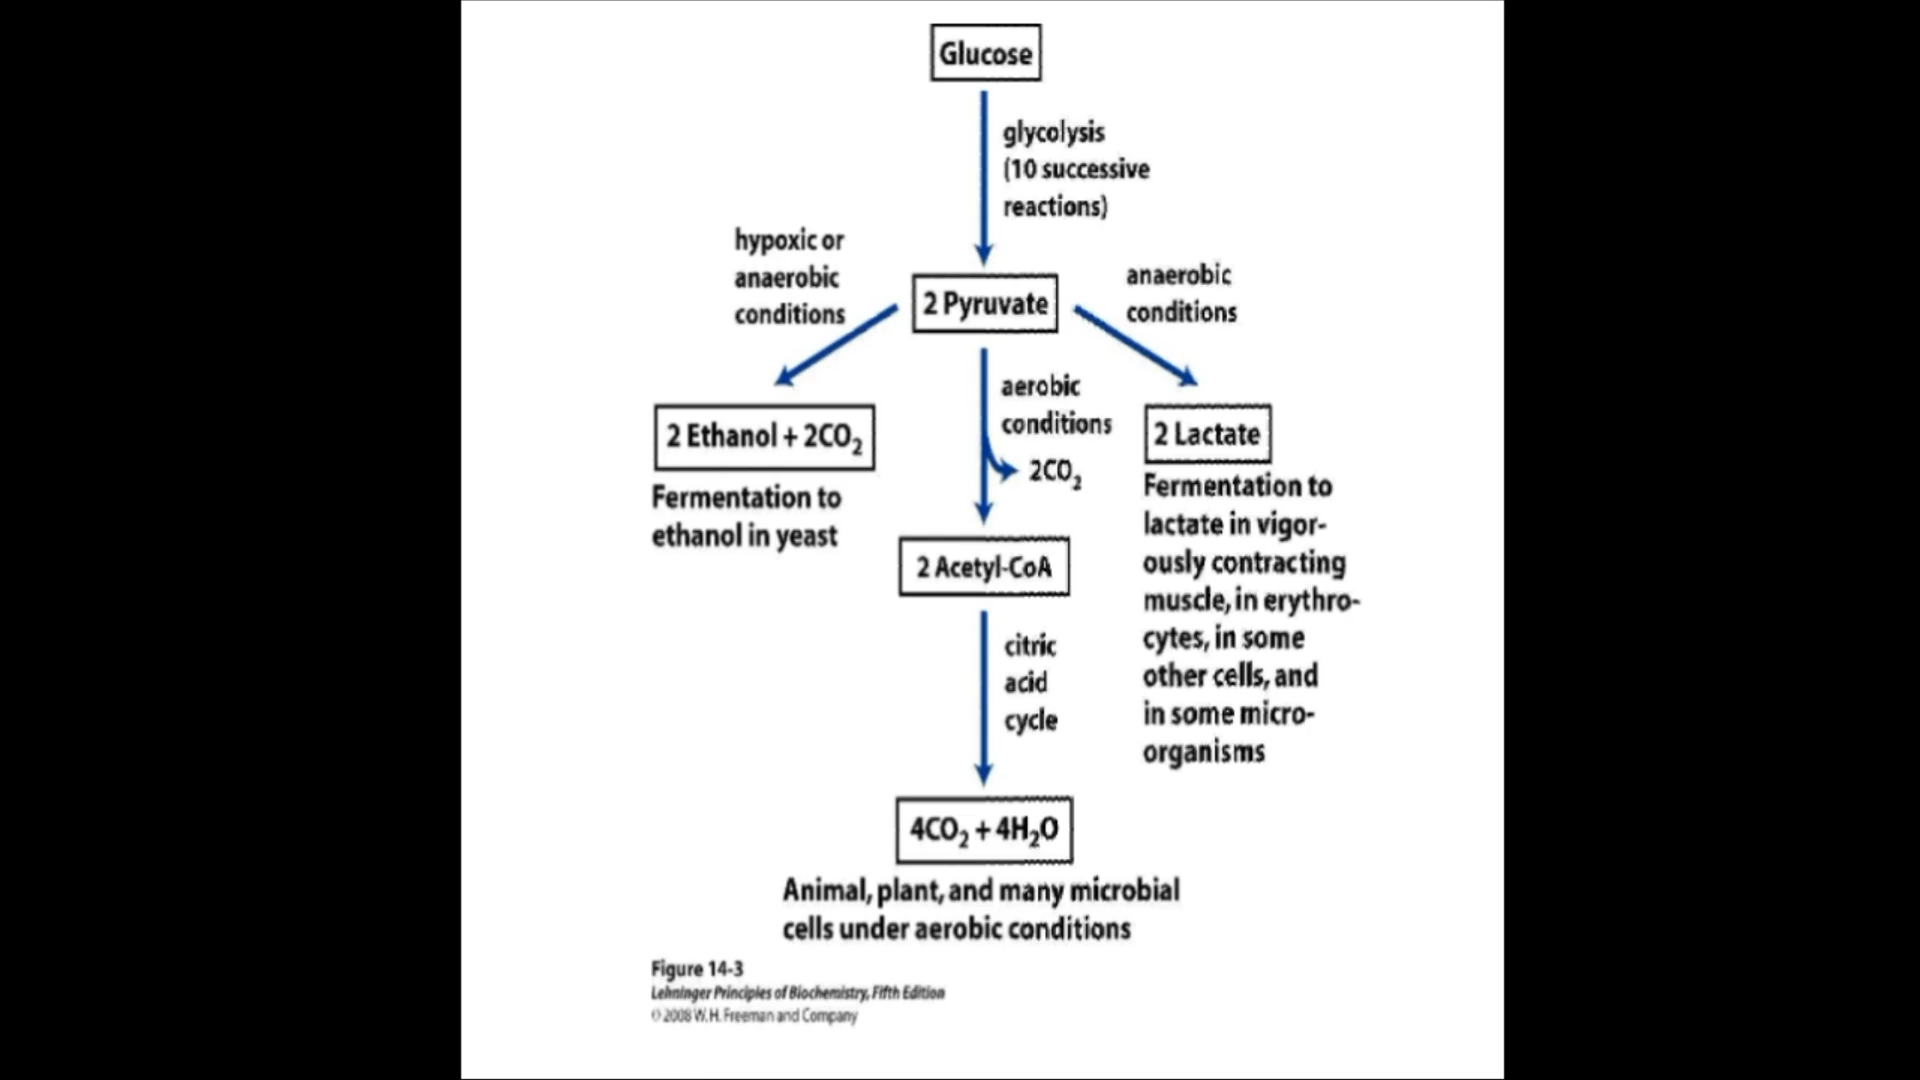 Glucose
glycolysis
(10 successive
reactions)
hypoxic or
anaerobic
conditions
2 Pyruvate
anaerobic
conditions
2 Ethanol + 2CO₂
Fermentation to
ethanol in yeast
aerobic
conditions
2CO₂
2 Lactate
Fermentation to
lactate in vigor-
ously contracting
muscle, in erythro-
cytes, in some
other cells, and
in some micro-
organisms
2 Acetyl-CoA
citric
acid
cycle
4CO₂ + 4H₂O
Animal, plant, and many microbial
cells under aerobic conditions
Figure 14-3
Lehninger Principles of Biochemistry, Fifth Edition
© 2008 W. H. Freeman and Company